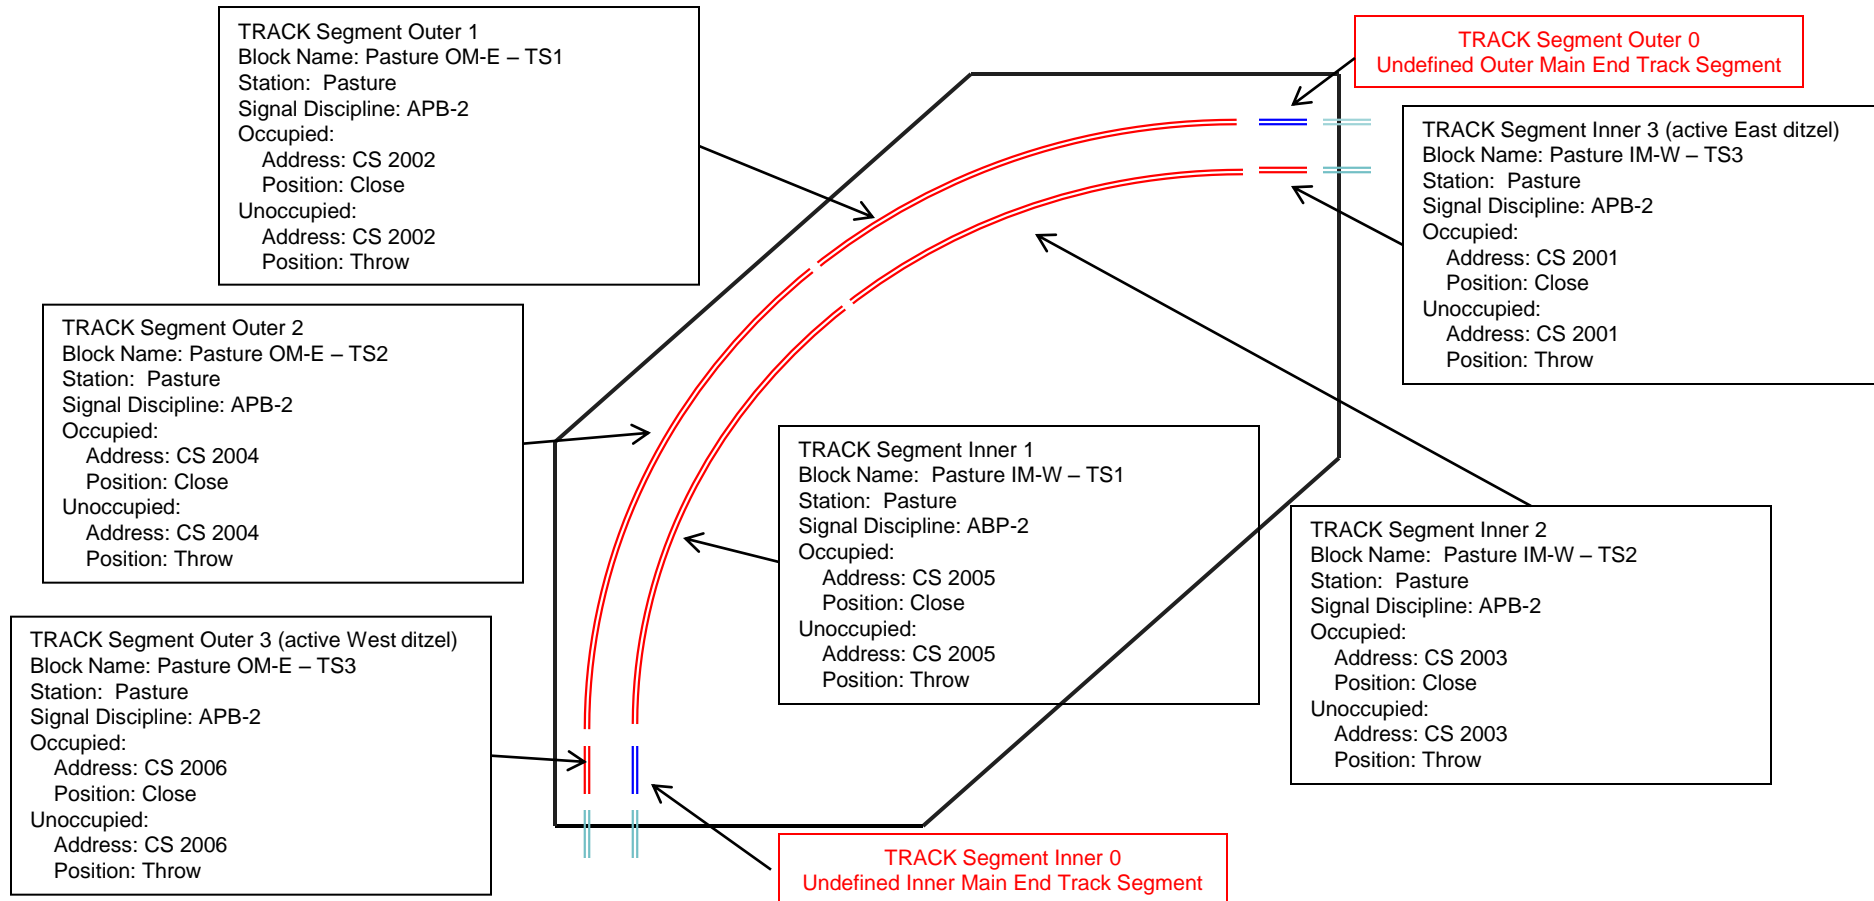 TRACK Segment Outer 1
Block Name: Pasture OM-E – TS1
Station: Pasture
Signal Discipline: APB-2
Occupied:
Address: CS 2002
Position: Close
Unoccupied:
Address: CS 2002
Position: Throw
TRACK Segment Outer 0
Undefined Outer Main End Track Segment
TRACK Segment Inner 3 (active East ditzel)
Block Name: Pasture IM-W – TS3
Station: Pasture
Signal Discipline: APB-2
Occupied:
Address: CS 2001
Position: Close
Unoccupied:
Address: CS 2001
Position: Throw
TRACK Segment Outer 2
Block Name: Pasture OM-E – TS2
Station: Pasture
Signal Discipline: APB-2
Occupied:
Address: CS 2004
Position: Close
Unoccupied:
Address: CS 2004
Position: Throw
TRACK Segment Inner 1
Block Name: Pasture IM-W – TS1
Station: Pasture
Signal Discipline: ABP-2
Occupied:
Address: CS 2005
Position: Close
Unoccupied:
Address: CS 2005
Position: Throw
TRACK Segment Inner 2
Block Name: Pasture IM-W – TS2
Station: Pasture
Signal Discipline: APB-2
Occupied:
Address: CS 2003
Position: Close
Unoccupied:
Address: CS 2003
Position: Throw
TRACK Segment Outer 3 (active West ditzel)
Block Name: Pasture OM-E – TS3
Station: Pasture
Signal Discipline: APB-2
Occupied:
Address: CS 2006
Position: Close
Unoccupied:
Address: CS 2006
Position: Throw
TRACK Segment Inner 0
Undefined Inner Main End Track Segment